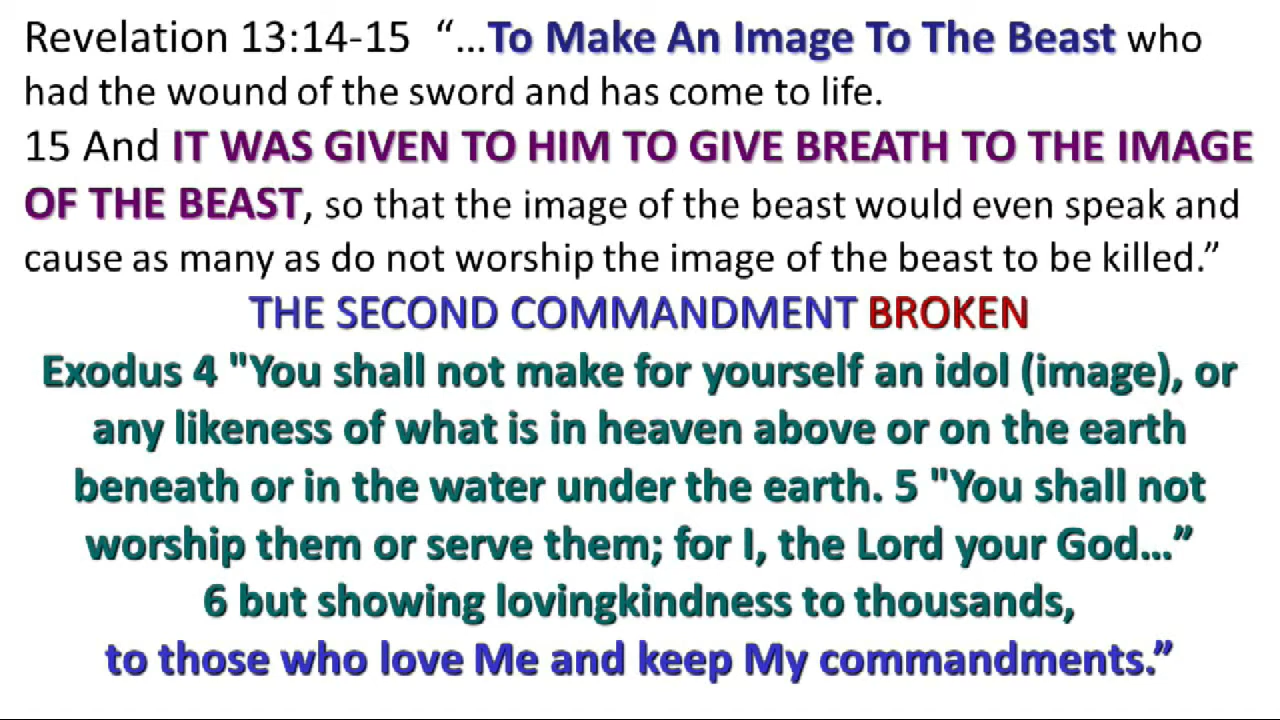 Revelation 13:14-15 “...To Make An Image To The Beast who
had the wound of the sword and has come to life.
15 And IT WAS GIVEN TO HIM TO GIVE BREATH TO THE IMAGE
OF THE BEAST, so that the image of the beast would even speak and
cause as many as do not worship the image of the beast to be killed.”
THE SECOND COMMANDMENT BROKEN
Exodus 4 "You shall not make for yourself an idol (image), or
any likeness of what is in heaven above or on the earth
beneath or in the water under the earth. 5 "You shall not
worship them or serve them; for I, the Lord your God...”
6 but showing lovingkindness to thousands,
to those who love Me and keep My commandments.”